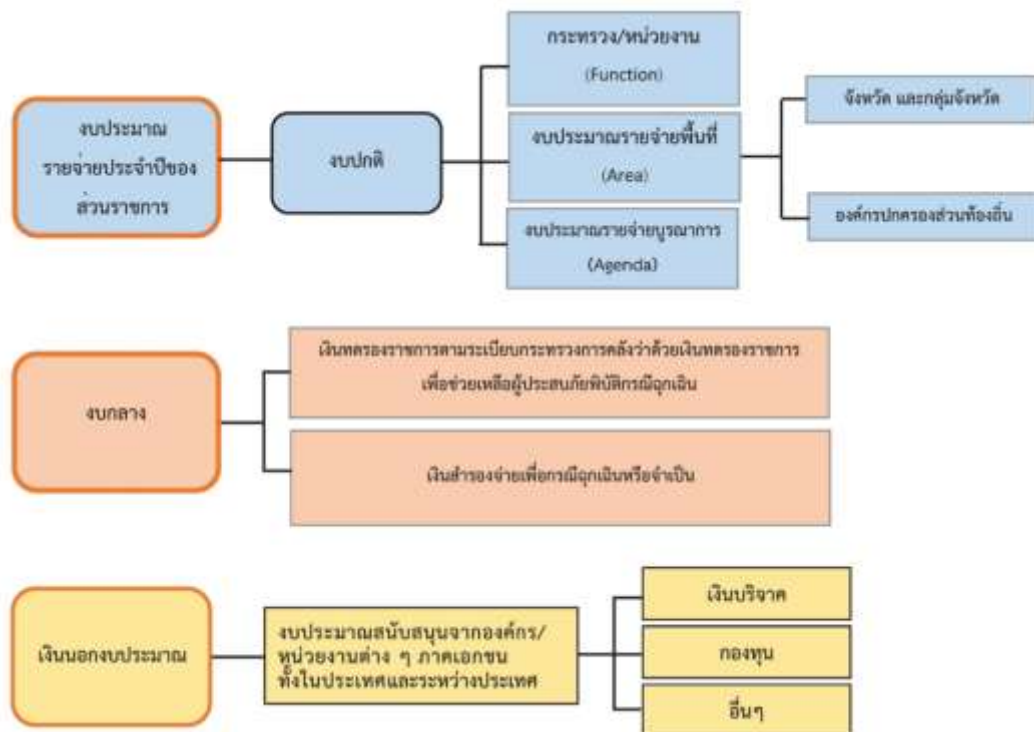 งบประมาณ
รายจ่ายประจำปีของ
ส่วนราชการ
งบปกติ
กระทรวง/หน่วยงาน
(Function)
งบประมาณรายจ่ายพื้นที่
(Area)
งบประมาณรายจ่ายบูรณาการ
(Agenda)
จังหวัด และกลุ่มจังหวัด
องค์กรปกครองส่วนท้องถิ่น
งบกลาง
เงินทดรองราชการตามระเบียบกระทรวงการคลังว่าด้วยเงินทดรองราชการ
เพื่อช่วยเหลือผู้ประสบภัยพิบัติกรณีฉุกเฉิน
เงินสำรองจ่ายเพื่อกรณีฉุกเฉินหรือจำเป็น
เงินนอกงบประมาณ
งบประมาณสนับสนุนจากองค์กร/
หน่วยงานต่าง ๆ ภาคเอกชน
ทั้งในประเทศและระหว่างประเทศ
เงินบริจาค
กองทุน
อื่นๆ